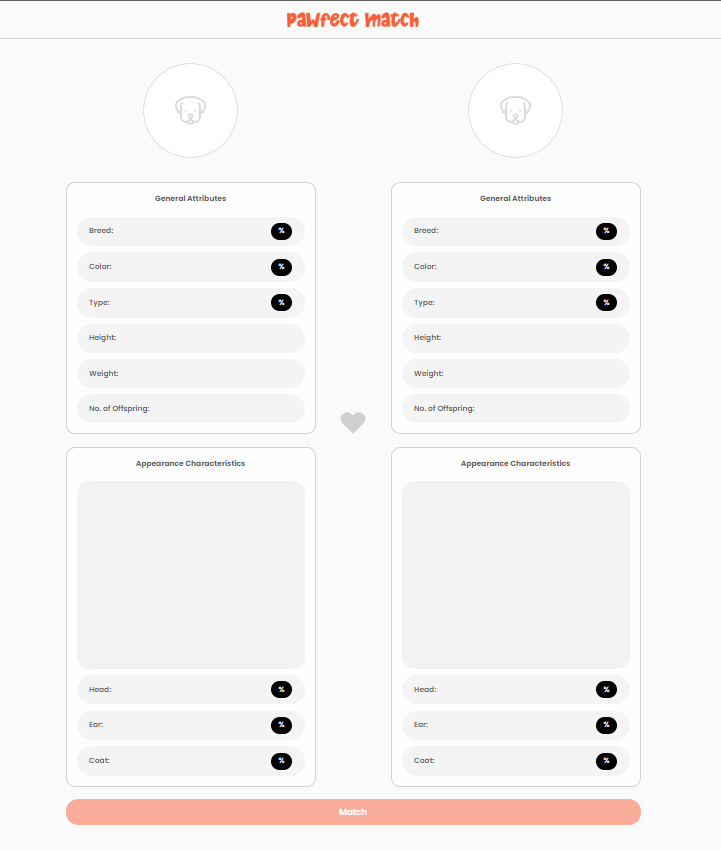 Pawfect Match
General Attributes
Breed: %
Color: %
Type: %
Height:
Weight:
No. of Offspring:
Appearance Characteristics
Head: %
Ear: %
Coat: %
General Attributes
Breed: %
Color: %
Type: %
Height:
Weight:
No. of Offspring:
Appearance Characteristics
Head: %
Ear: %
Coat: %
Match